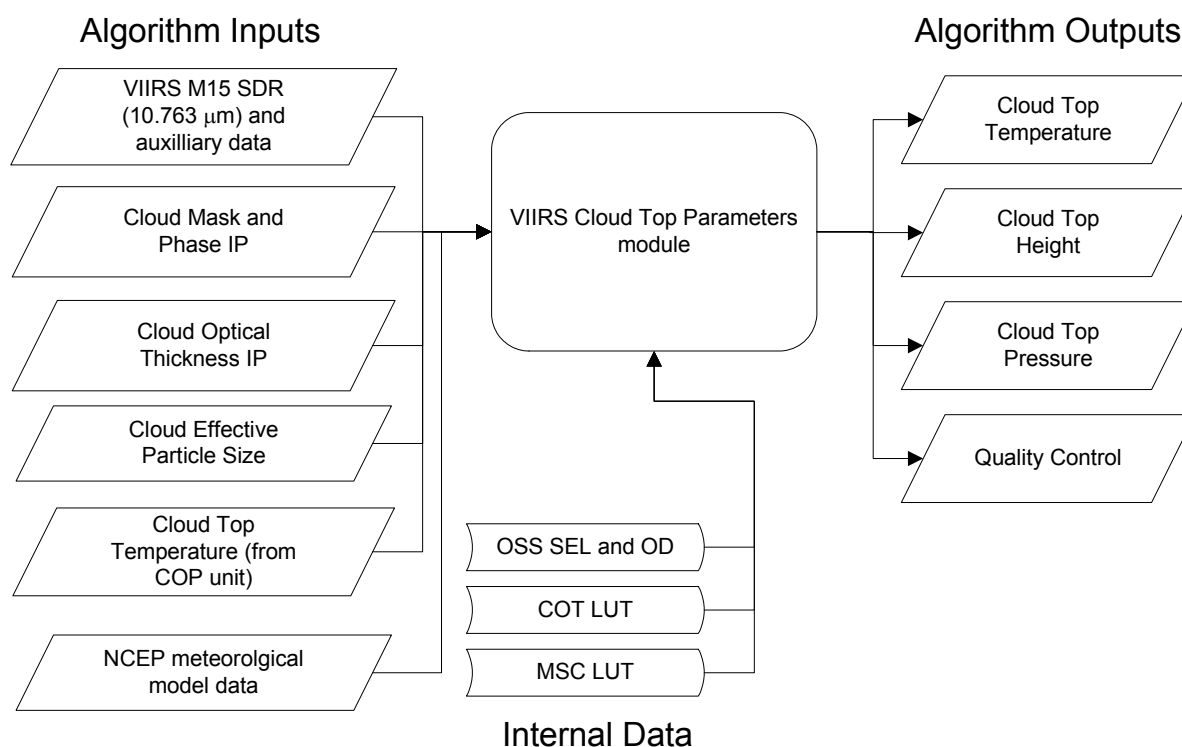 Algorithm Inputs
VIIRS M15 SDR
(10.763 μm) and
auxilliary data
Cloud Mask and
Phase IP
Cloud Optical
Thickness IP
Cloud Effective
Particle Size
Cloud Top
Temperature (from
COP unit)
NCEP meteorolgical
model data
VIIRS Cloud Top Parameters
module
OSS SEL and OD
COT LUT
MSC LUT
Internal Data
Algorithm Outputs
Cloud Top
Temperature
Cloud Top
Height
Cloud Top
Pressure
Quality Control